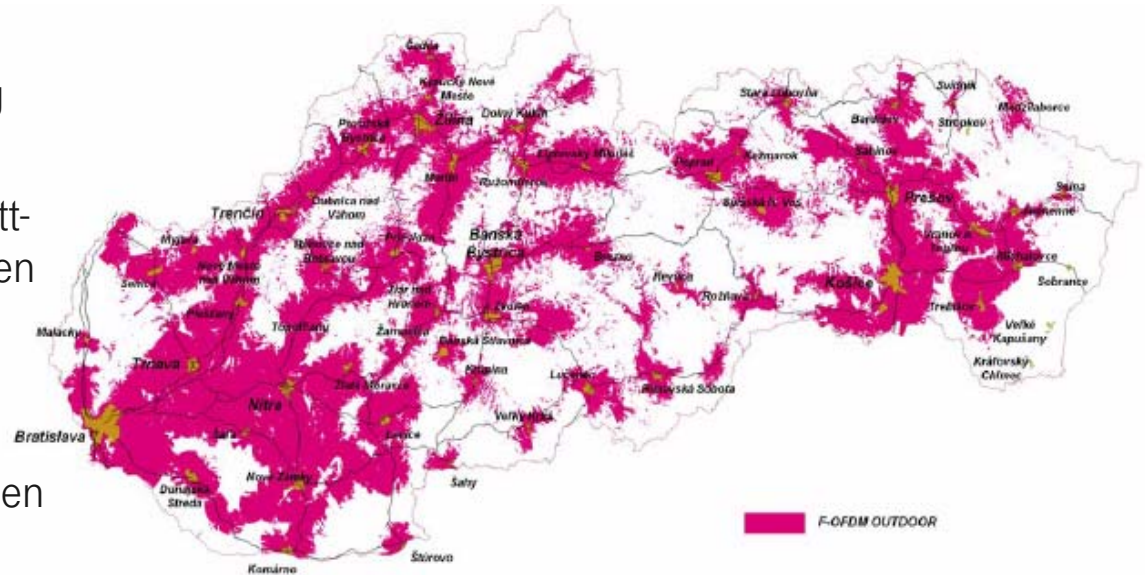 g
tt-
en
en
Čadca
Kysucké Nové
Mesto
Žilina
Dolný Kubín
Považská
Bystrica
Liptovský Mikuláš
Martin
Ružomberok
Stará Ľubovňa
Bardejov
Svidník
Stropkov
Medzilaborce
Poprad
Kežmarok
Sabinov
Prešov
Snina
Humenné
Vranov n.
Michalovce
Sobrance
Košice
Trebišov
Veľké
Kapušany
Kráľovský
Chlmec
Dubnica nad
Váhom
Trenčín
Myjava
Senica
Nové Mesto
nad Váhom
Bánovce nad
Bebravou
Prievidza
Banská
Bystrica
Brezno
Revúca
Rožňava
Malacky
Piešťany
Topoľčany
Žiar nad
Hronom
Žarnovica
Zvolen
Banská Štiavnica
Krupina
Lučenec
Rimavská Sobota
Veľký Krtíš
Trnava
Nitra
Zlaté Moravce
Levice
Bratislava
Šaľa
Nové Zámky
Dunajská
Streda
Šahy
Komárno
Štúrovo
F-OFDM OUTDOOR